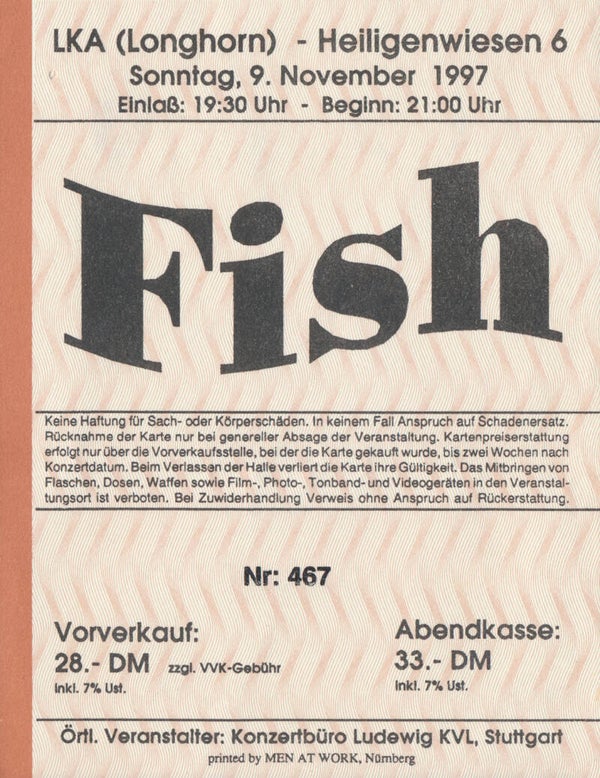 LKA (Longhorn) - Heiligenwiesen 6
Sonntag, 9. November 1997
Einlaß: 19:30 Uhr - Beginn: 21:00 Uhr
Fish
Keine Haftung für Sach- oder Körperschäden. In keinem Fall Anspruch auf Schadenersatz.
Rücknahme der Karte nur bei genereller Absage der Veranstaltung. Kartenpreiserstattung
erfolgt nur über die Vorverkaufsstelle, bei der die Karte gekauft wurde, bis zwei Wochen nach
Konzertdatum. Beim Verlassen der Halle verliert die Karte ihre Gültigkeit. Das Mitbringen von
Flaschen, Dosen, Waffen sowie Film-, Photo-, Tonband- und Videogeräten in den Veranstal-
tungsort ist verboten. Bei Zuwiderhandlung Verweis ohne Anspruch auf Rückerstattung.
Nr: 467
Vorverkauf:
28.- DM zzgl. VVK-Gebühr
inkl. 7% Ust.
Abendkasse:
33.- DM
inkl. 7% Ust.
Örtl. Veranstalter: Konzertbüro Ludewig KVL, Stuttgart
printed by MEN AT WORK, Nürnberg